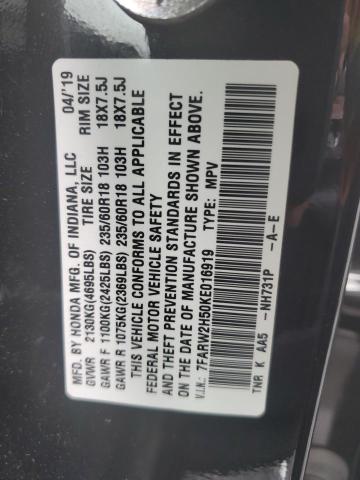 MFD. BY HONDA MFG. OF INDIANA, LLC 04/'19
TIRE SIZE RIM SIZE
GVWR 2130KG(4695LBS)
GAWR F 1100KG(2425LBS) 235/60R18 103H 18X7.5J
GAWR R 1075KG(2369LBS) 235/60R18 103H 18X7.5J
THIS VEHICLE CONFORMS TO ALL APPLICABLE
FEDERAL MOTOR VEHICLE SAFETY
AND THEFT PREVENTION STANDARDS IN EFFECT
ON THE DATE OF MANUFACTURE SHOWN ABOVE.
V.I.N.: 7FARW2H50KE016919 TYPE: MPV
TNR K AA5 -NH731P -A-E